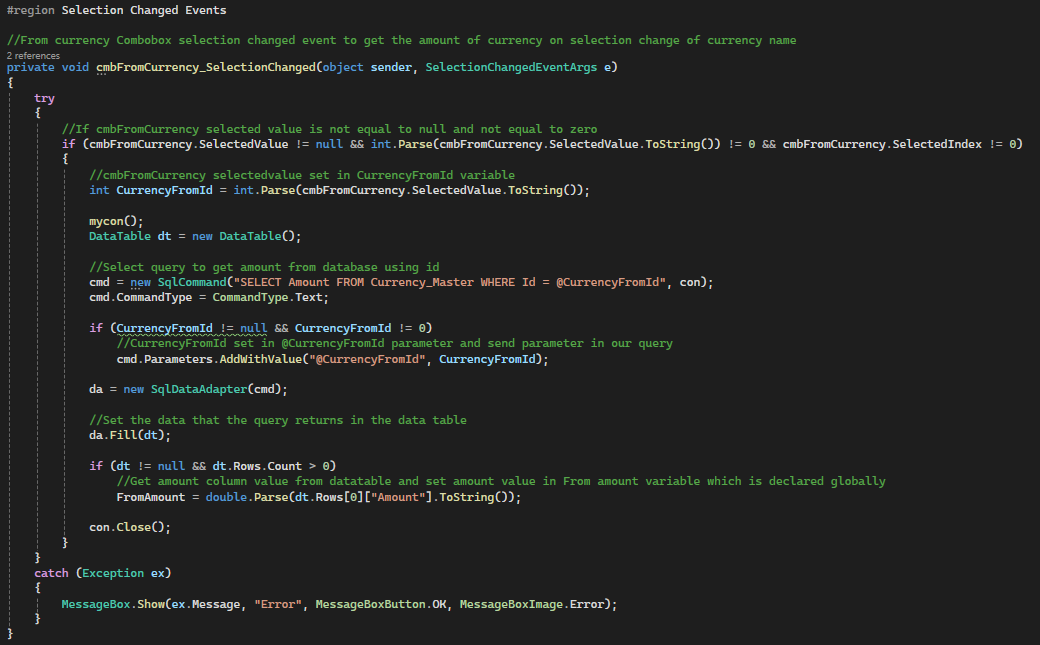 #region Selection Changed Events
//From currency Combobox selection changed event to get the amount of currency on selection change of currency name
2 references
private void cmbFromCurrency_SelectionChanged(object sender, SelectionChangedEventArgs e)
{
try
{
//If cmbFromCurrency selected value is not equal to null and not equal to zero
if (cmbFromCurrency.SelectedValue != null && int.Parse(cmbFromCurrency.SelectedValue.ToString()) != 0 && cmbFromCurrency.SelectedIndex != 0)
{
//cmbFromCurrency selectedvalue set in CurrencyFromId variable
int CurrencyFromId = int.Parse(cmbFromCurrency.SelectedValue.ToString());
mycon();
DataTable dt = new DataTable();
//Select query to get amount from database using id
cmd = new SqlCommand("SELECT Amount FROM Currency_Master WHERE Id = @CurrencyFromId", con);
cmd.CommandType = CommandType.Text;
if (CurrencyFromId != null && CurrencyFromId != 0)
//CurrencyFromId set in @CurrencyFromId parameter and send parameter in our query
cmd.Parameters.AddWithValue("@CurrencyFromId", CurrencyFromId);
da = new SqlDataAdapter(cmd);
//Set the data that the query returns in the data table
da.Fill(dt);
if (dt != null && dt.Rows.Count > 0)
//Get amount column value from datatable and set amount value in From amount variable which is declared globally
FromAmount = double.Parse(dt.Rows[0]["Amount"].ToString());
con.Close();
}
}
catch (Exception ex)
{
MessageBox.Show(ex.Message, "Error", MessageBoxButton.OK, MessageBoxImage.Error);
}
}